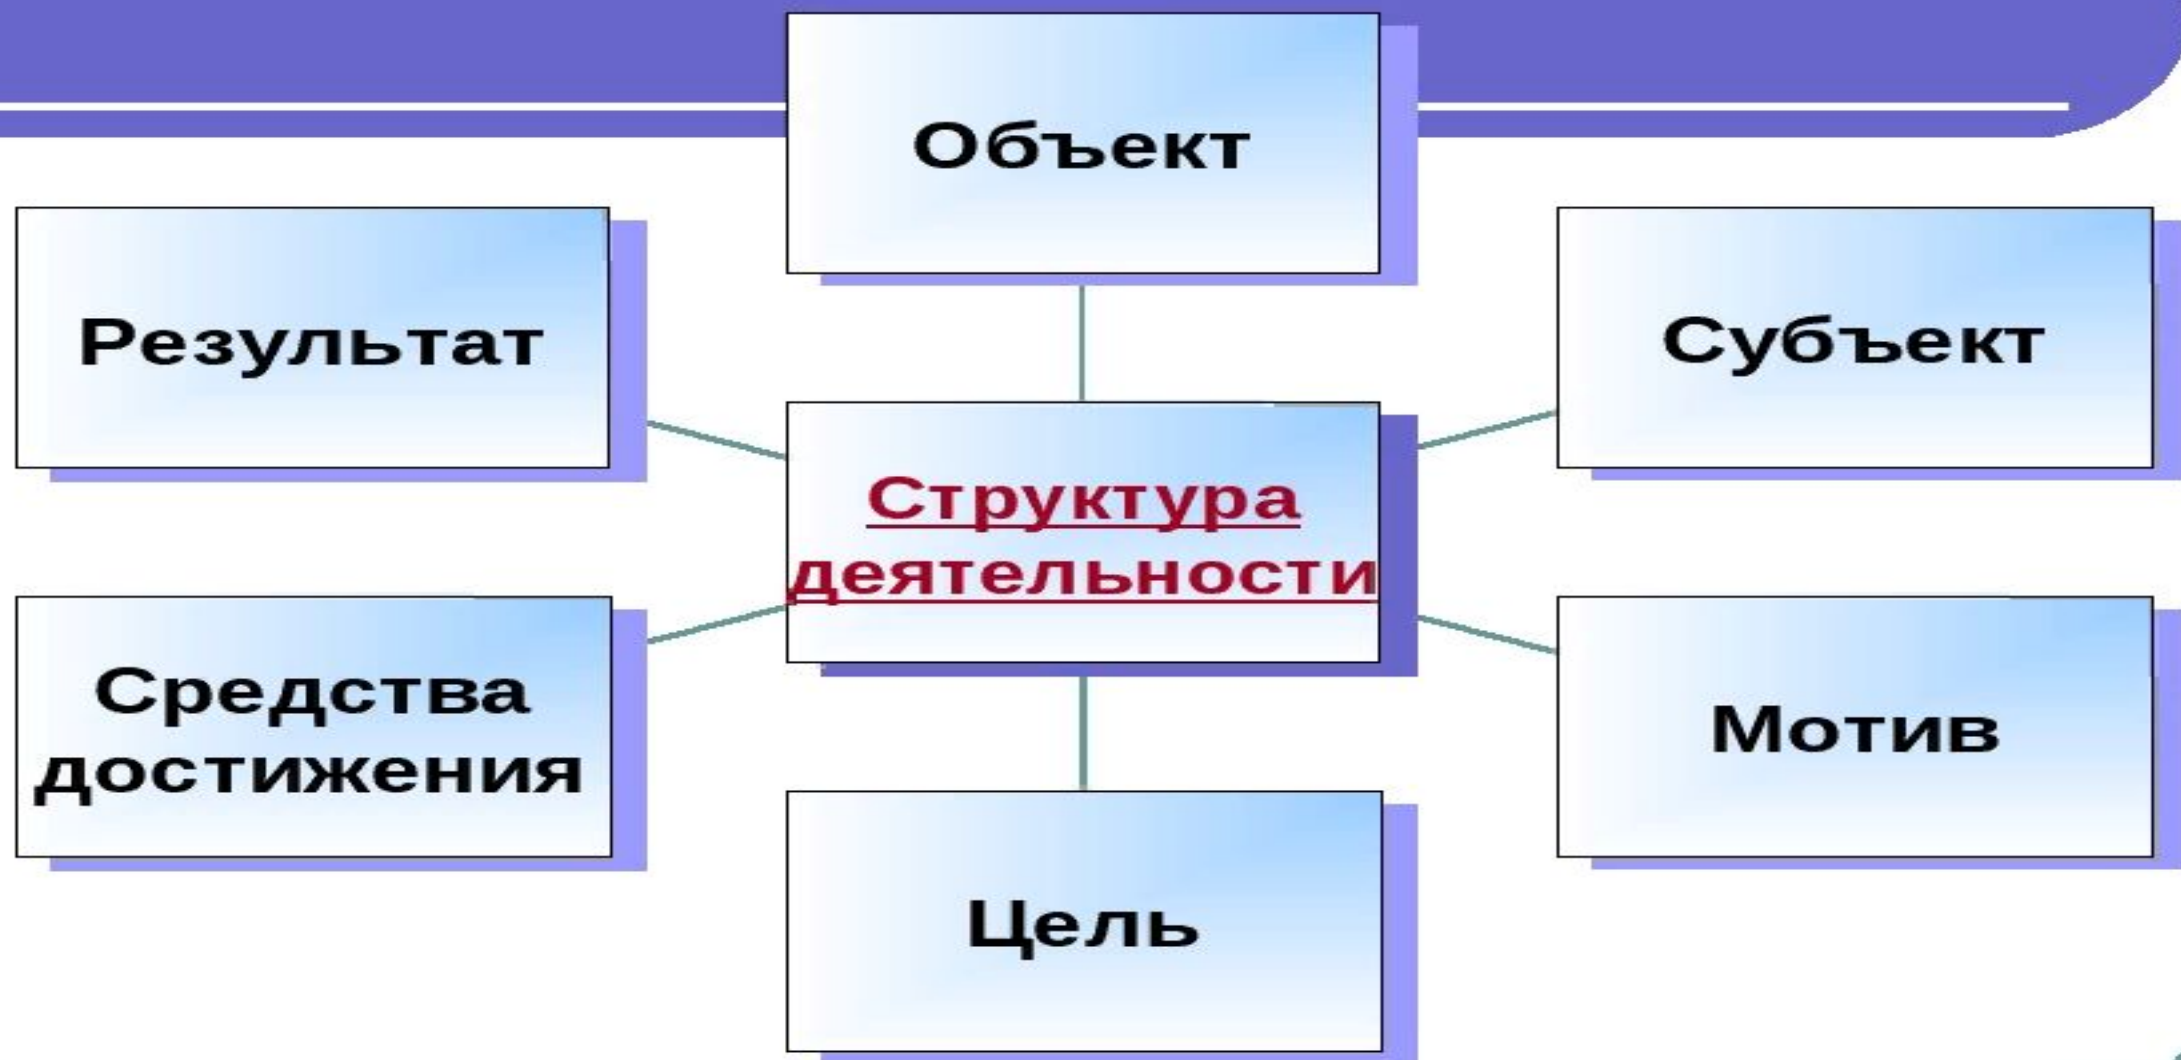 Объект
Результат
Субъект
Структура
деятельности
Средства
достижения
Мотив
Цель